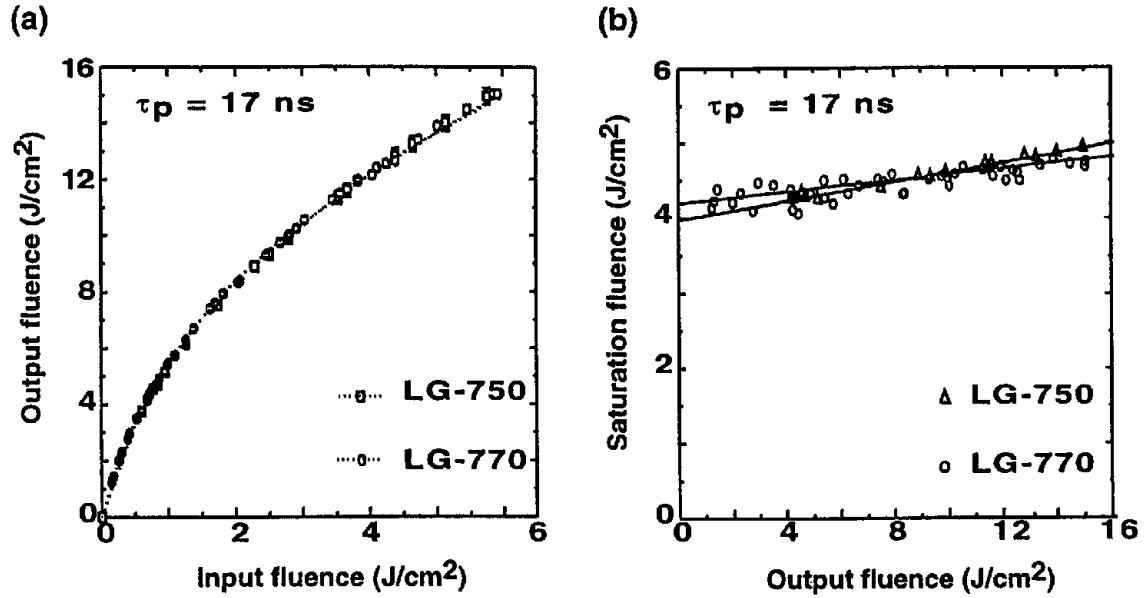 (a)
16
12
8
4
0
0 2 4 6
Output fluence (J/cm2)
Input fluence (J/cm2)
τp = 17 ns
LG-750
LG-770
(b)
6
4
2
0
0 4 8 12 16
Saturation fluence (J/cm2)
Output fluence (J/cm2)
τp = 17 ns
LG-750
LG-770